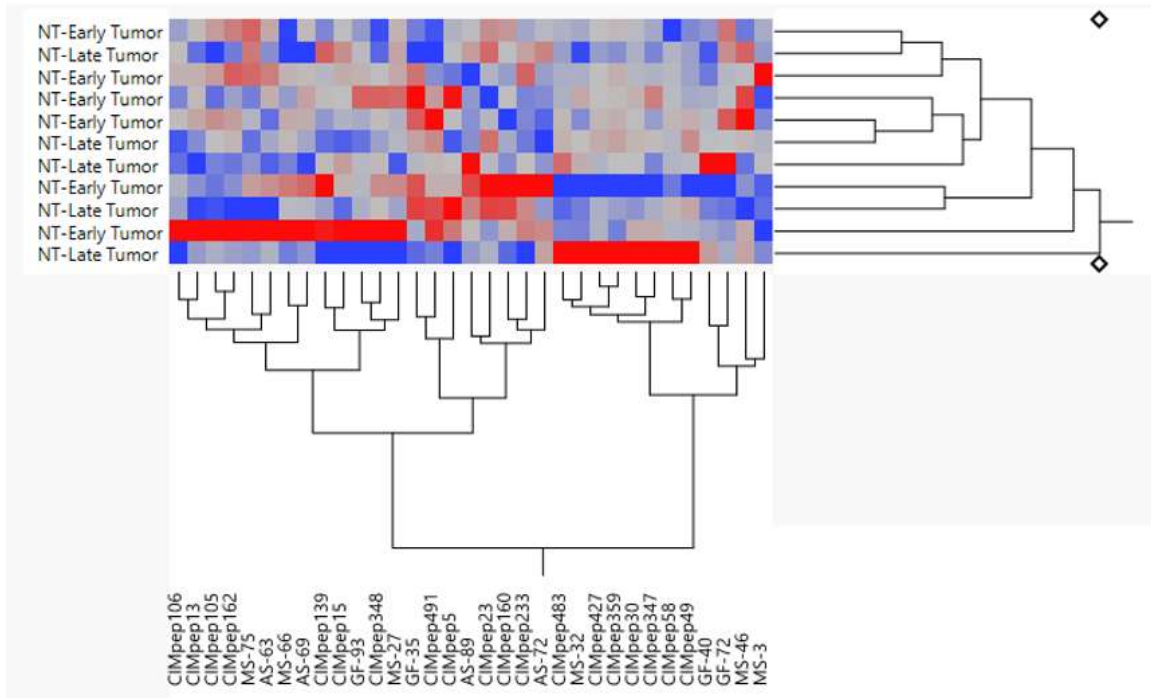 NT-Early Tumor
NT-Late Tumor
NT-Early Tumor
NT-Early Tumor
NT-Early Tumor
NT-Late Tumor
NT-Late Tumor
NT-Early Tumor
NT-Late Tumor
NT-Early Tumor
NT-Late Tumor
CIMpep106
CIMpep13
CIMpep105
CIMpep162
MS-75
AS-63
MS-66
AS-69
CIMpep139
CIMpep15
GF-93
CIMpep348
MS-27
GF-35
CIMpep491
CIMpep5
AS-89
CIMpep23
CIMpep160
CIMpep233
AS-72
CIMpep483
MS-32
CIMpep427
CIMpep359
CIMpep30
CIMpep347
CIMpep58
CIMpep49
GF-40
GF-72
MS-46
MS-3